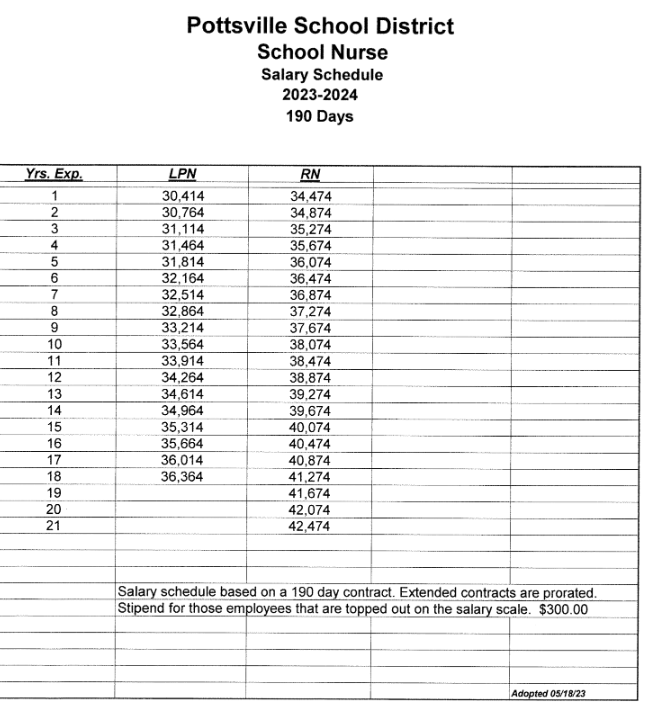 Pottsville School District
School Nurse
Salary Schedule
2023-2024
190 Days
Yrs. Exp. LPN RN
1 30,414 34,474
2 30,764 34,874
3 31,114 35,274
4 31,464 35,674
5 31,814 36,074
6 32,164 36,474
7 32,514 36,874
8 32,864 37,274
9 33,214 37,674
10 33,564 38,074
11 33,914 38,474
12 34,264 38,874
13 34,614 39,274
14 34,964 39,674
15 35,314 40,074
16 35,664 40,474
17 36,014 40,874
18 36,364 41,274
19 41,674
20 42,074
21 42,474
Salary schedule based on a 190 day contract. Extended contracts are prorated.
Stipend for those employees that are topped out on the salary scale. $300.00
Adopted 05/18/23